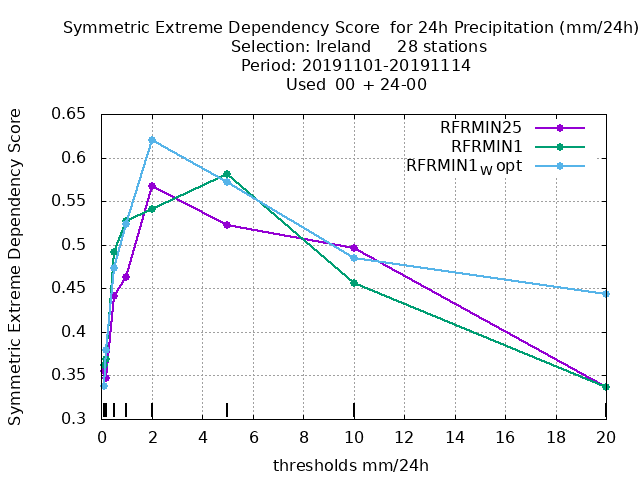 Symmetric Extreme Dependency Score  for 24h Precipitation (mm/24h)
Selection: Ireland     28 stations
Period: 20191101-20191114
Used  00 + 24-00
Symmetric Extreme Dependency Score
0.65
0.6
0.55
0.5
0.45
0.4
0.35
0.3
RFRMIN25
RFRMIN1
RFRMIN1W opt
0 2 4 6 8 10 12 14 16 18 20
thresholds mm/24h